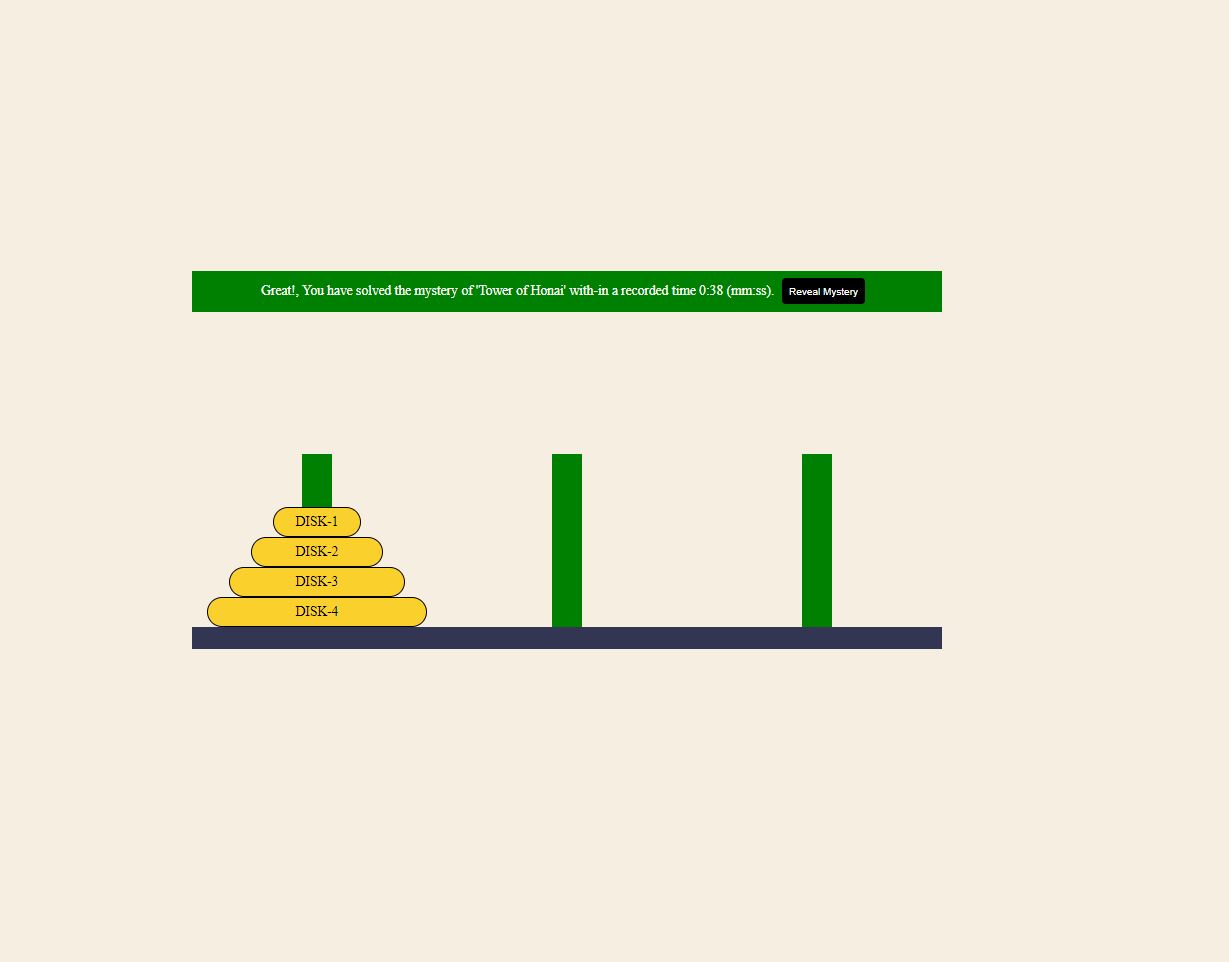 Great!, You have solved the mystery of 'Tower of Honai' with-in a recorded time 0:38 (mm:ss). Reveal Mystery
DISK-1
DISK-2
DISK-3
DISK-4